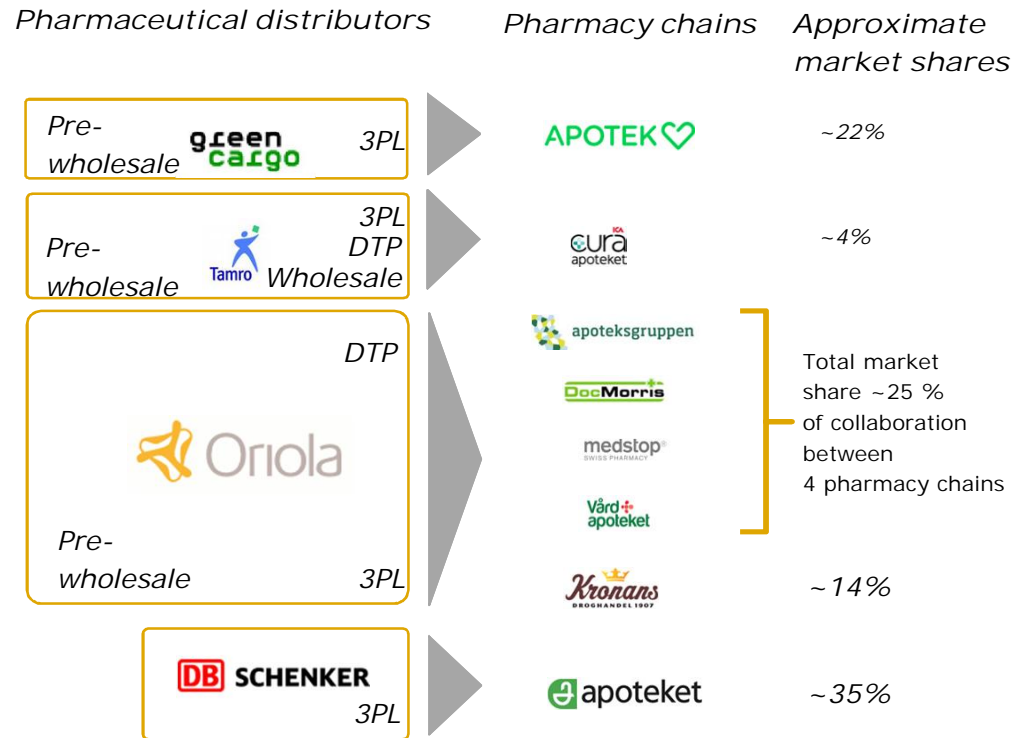 Pharmaceutical distributors
Pharmacy chains
Approximate
market shares
Pre-
wholesale
green
cargo
3PL
APOTEK
~22%
Pre-
wholesale
Tamro
3PL
DTP
Wholesale
ICA
cura
apoteket
~4%
DTP
Oriola
Pre-
wholesale
3PL
apoteksgruppen
DocMorris
medstop®
SWISS PHARMACY
Vård
apoteket
Total market
share ~25 %
of collaboration
between
4 pharmacy chains
Kronans
DROGHANDEL 1907
~14%
DB SCHENKER
3PL
apoteket
~35%